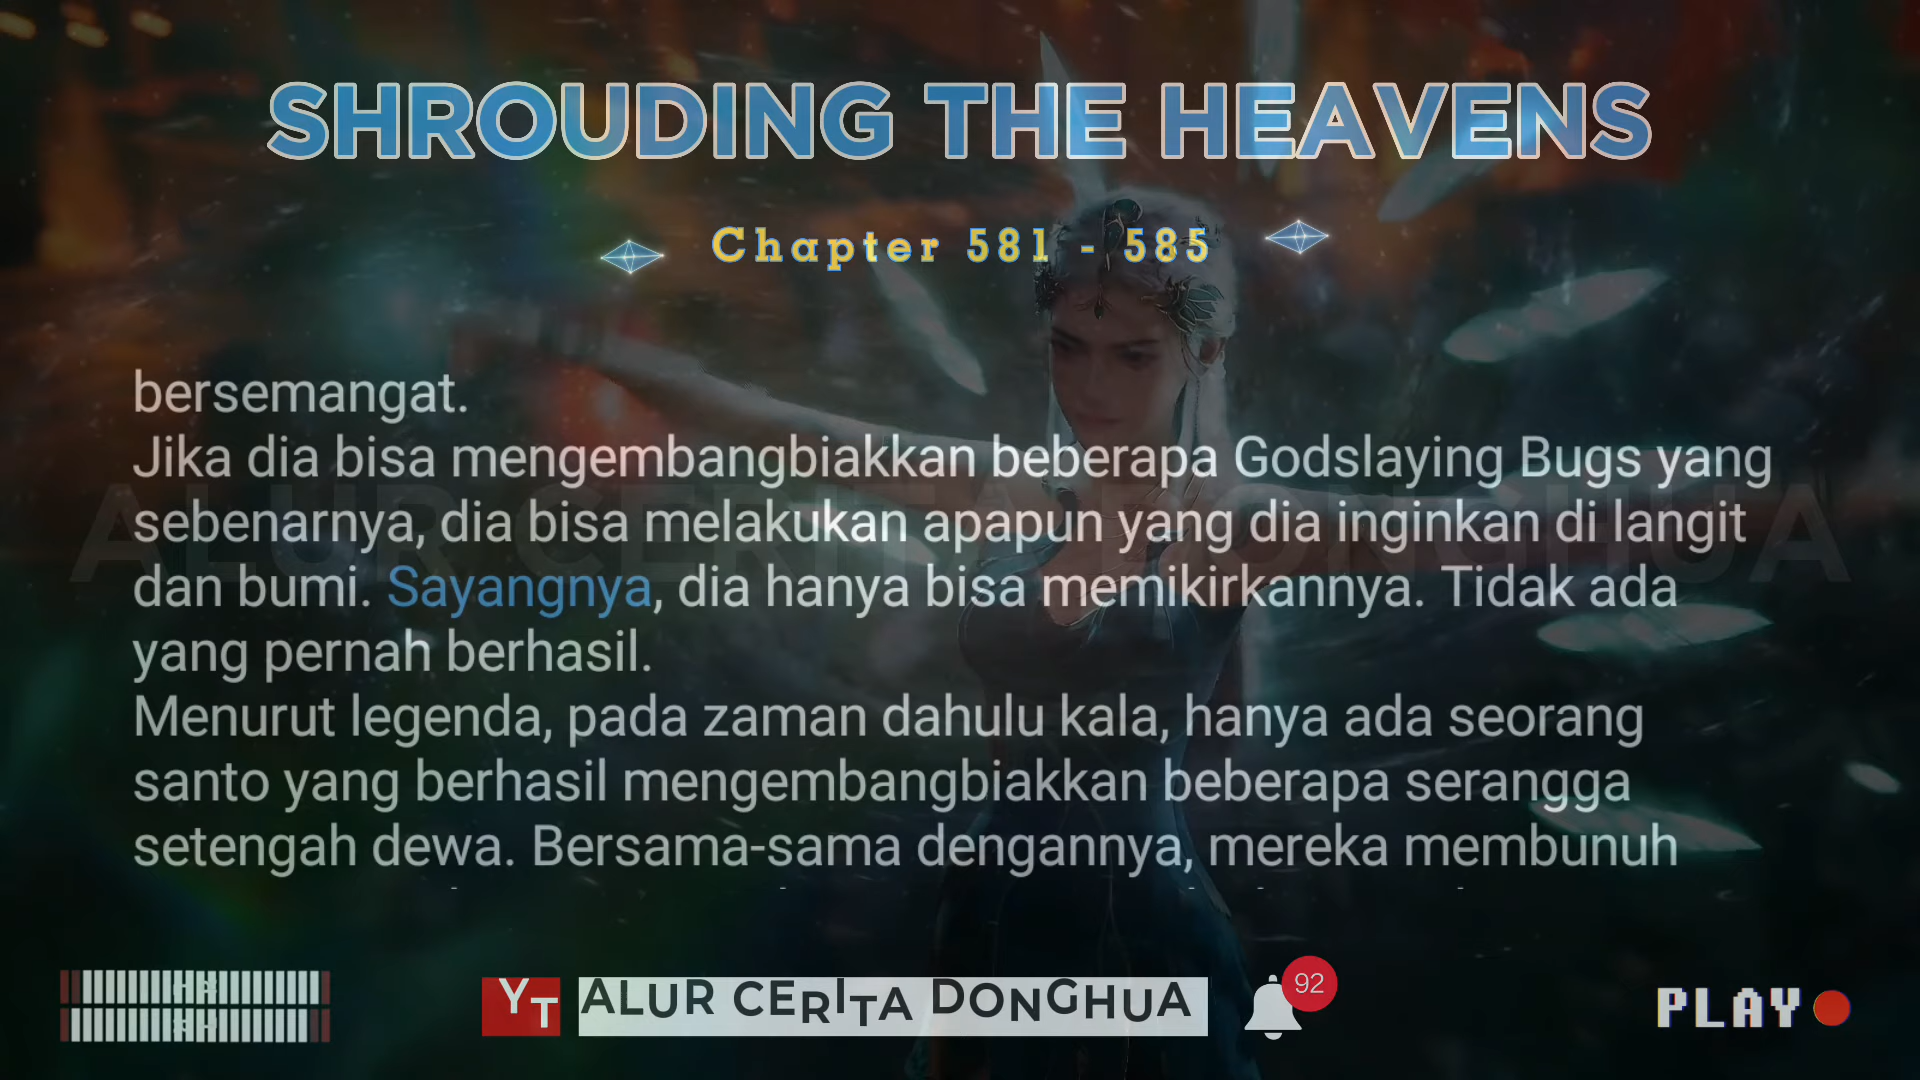 SHROUDING THE HEAVENS
Chapter 581 - 585
bersemangat.
Jika dia bisa mengembangbiakkan beberapa Godslaying Bugs yang
sebenarnya, dia bisa melakukan apapun yang dia inginkan di langit
dan bumi. Sayangnya, dia hanya bisa memikirkannya. Tidak ada
yang pernah berhasil.
Menurut legenda, pada zaman dahulu kala, hanya ada seorang
santo yang berhasil mengembangbiakkan beberapa serangga
setengah dewa. Bersama-sama dengannya, mereka membunuh
ALUR CERITA DONGHUA
YT ALUR CERITA DONGHUA 92
PLAY